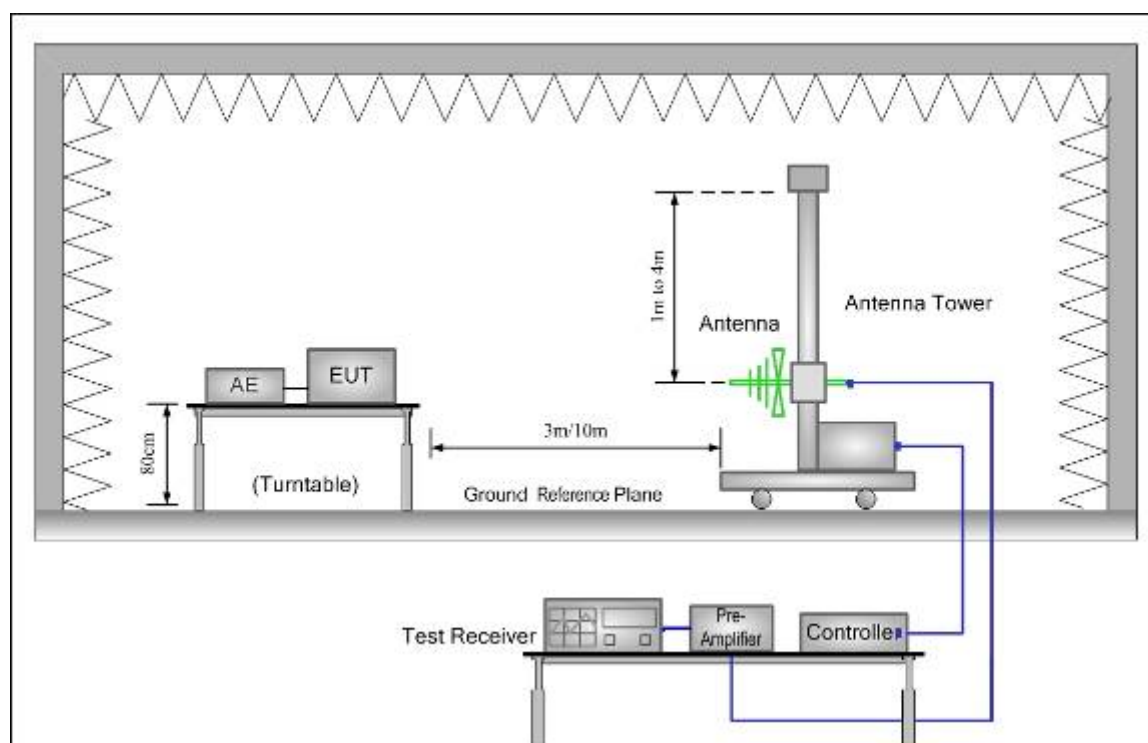 1m to 4m
Antenna Tower
Antenna
AE
EUT
80cm
3m/10m
(Turntable)
Ground Reference Plane
Test Receiver
Pre-
Amplifier
Controller